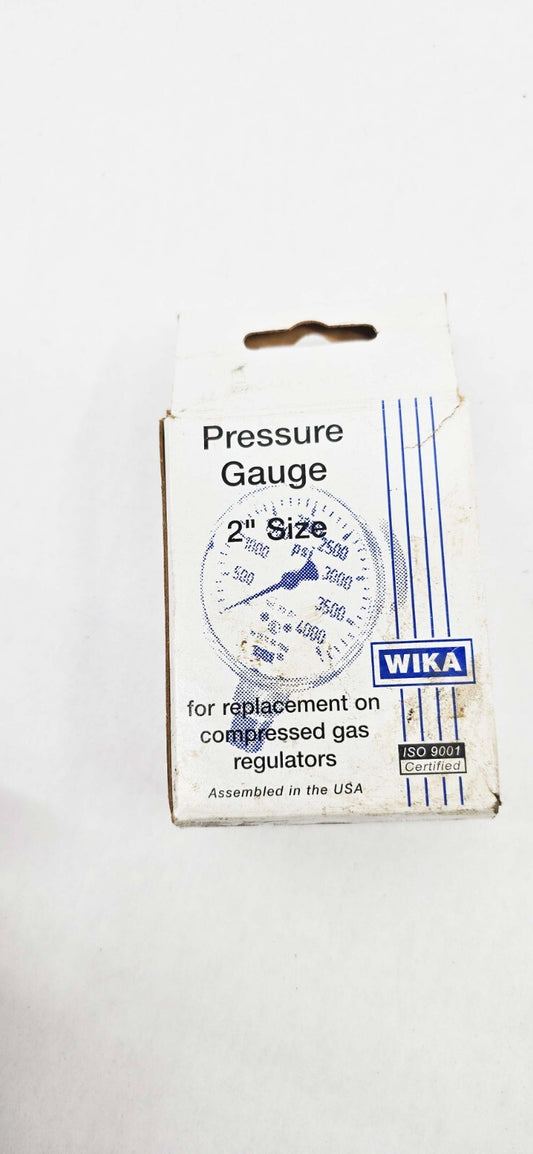 Pressure
Gauge
2" Size
1000
psi
2500
500
3000
3500
4000
WIKA
for replacement on
compressed gas
regulators
ISO 9001
Certified
Assembled in the USA